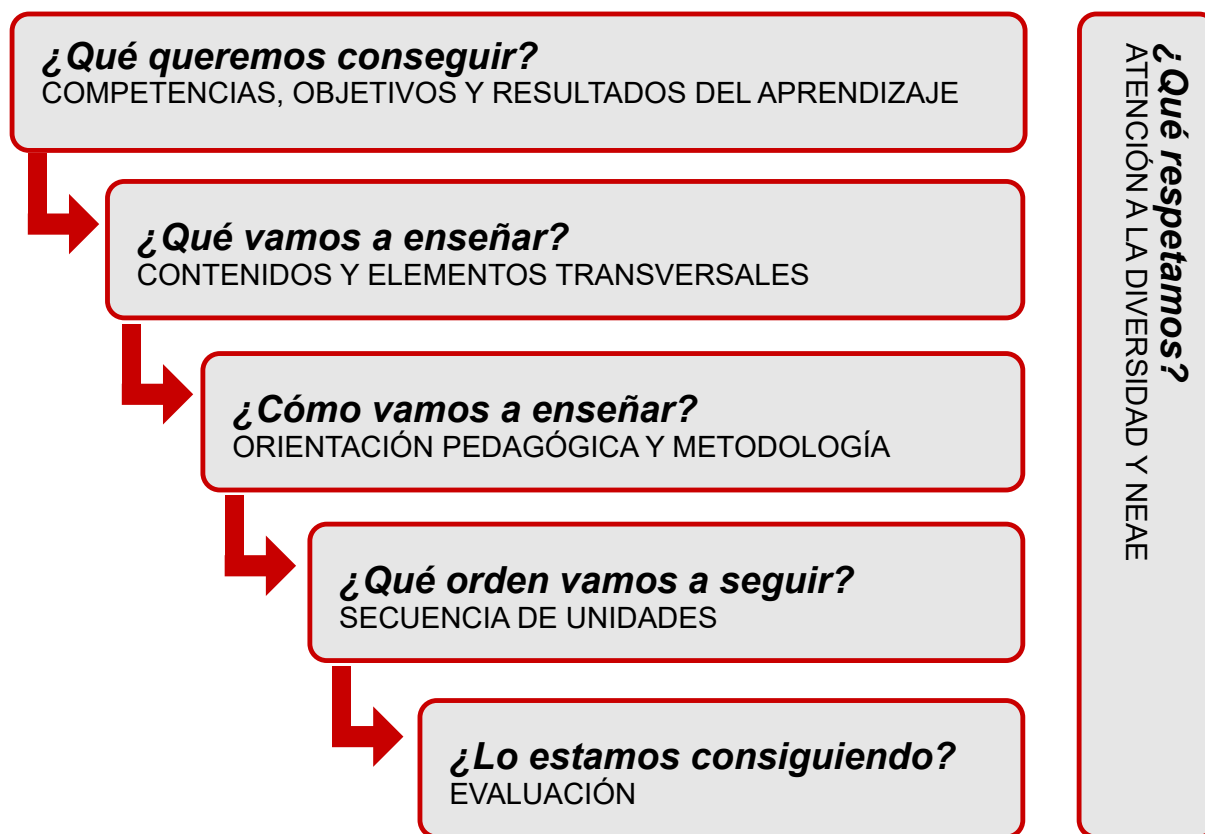 ¿Qué queremos conseguir?
COMPETENCIAS, OBJETIVOS Y RESULTADOS DEL APRENDIZAJE
¿Qué vamos a enseñar?
CONTENIDOS Y ELEMENTOS TRANSVERSALES
¿Cómo vamos a enseñar?
ORIENTACIÓN PEDAGÓGICA Y METODOLOGÍA
¿Qué orden vamos a seguir?
SECUENCIA DE UNIDADES
¿Lo estamos consiguiendo?
EVALUACIÓN
¿Qué respetamos?
ATENCIÓN A LA DIVERSIDAD Y NEAE